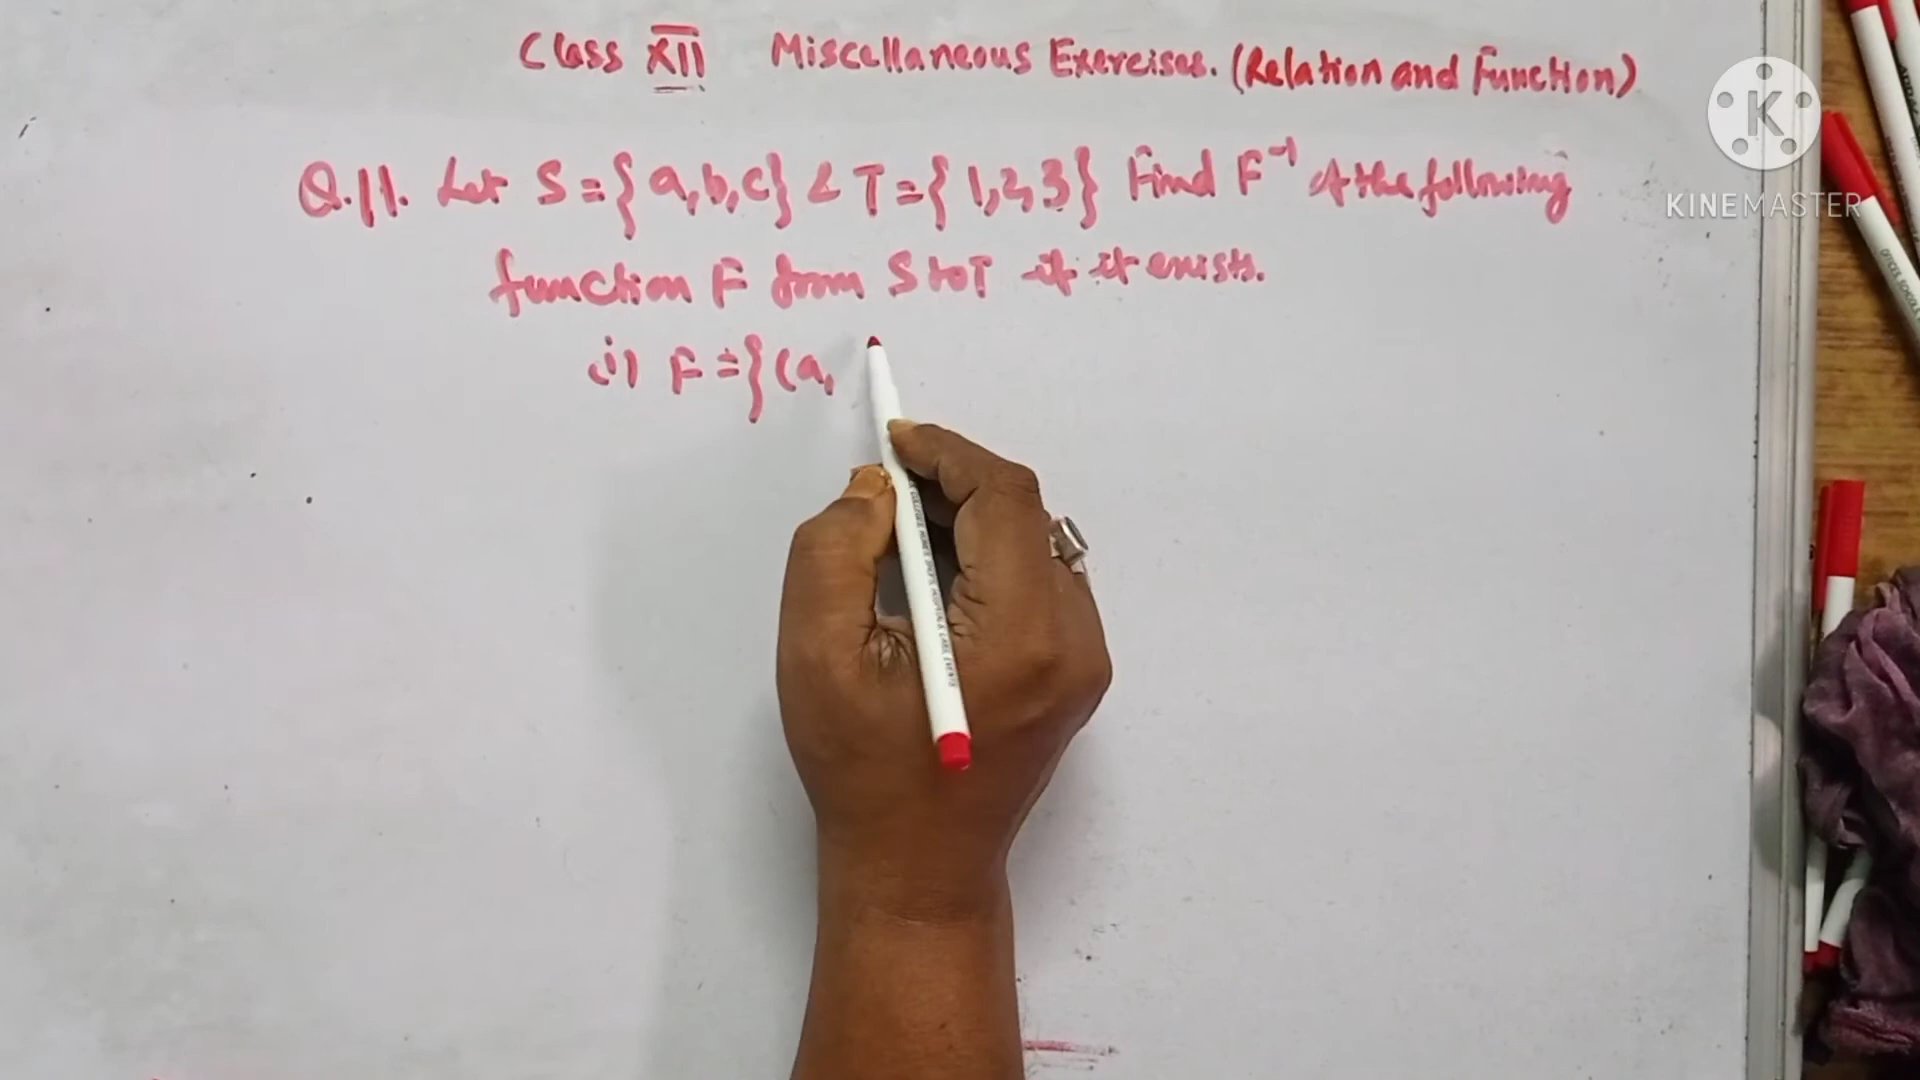 Class XII Miscellaneous Exercises. (Relation and Function)
K
KINEMASTER
Q.11. Let S = {a,b,c} & T = {1,2,3} Find F⁻¹ of the following
function F from S to T if it exists.
(i) F = {(a,